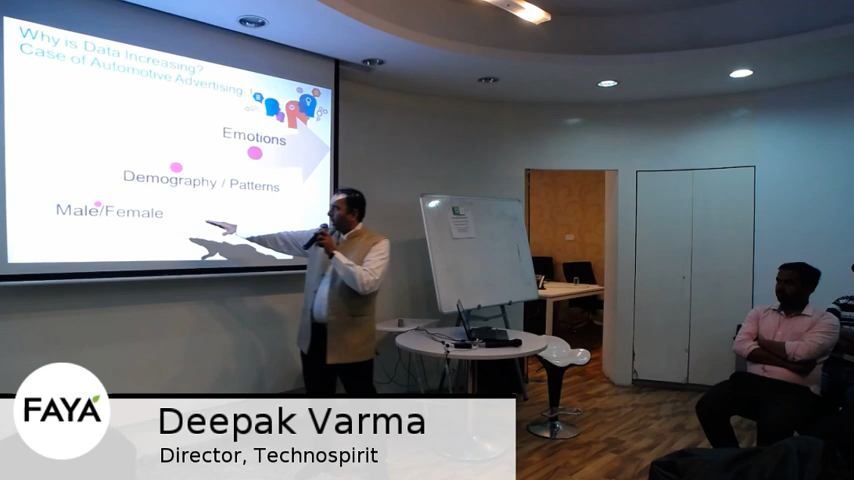 Why is Data Increasing?
Case of Automotive Advertising !
Emotions
Demography / Patterns
Male/Female
FAYA
Deepak Varma
Director, Technospirit